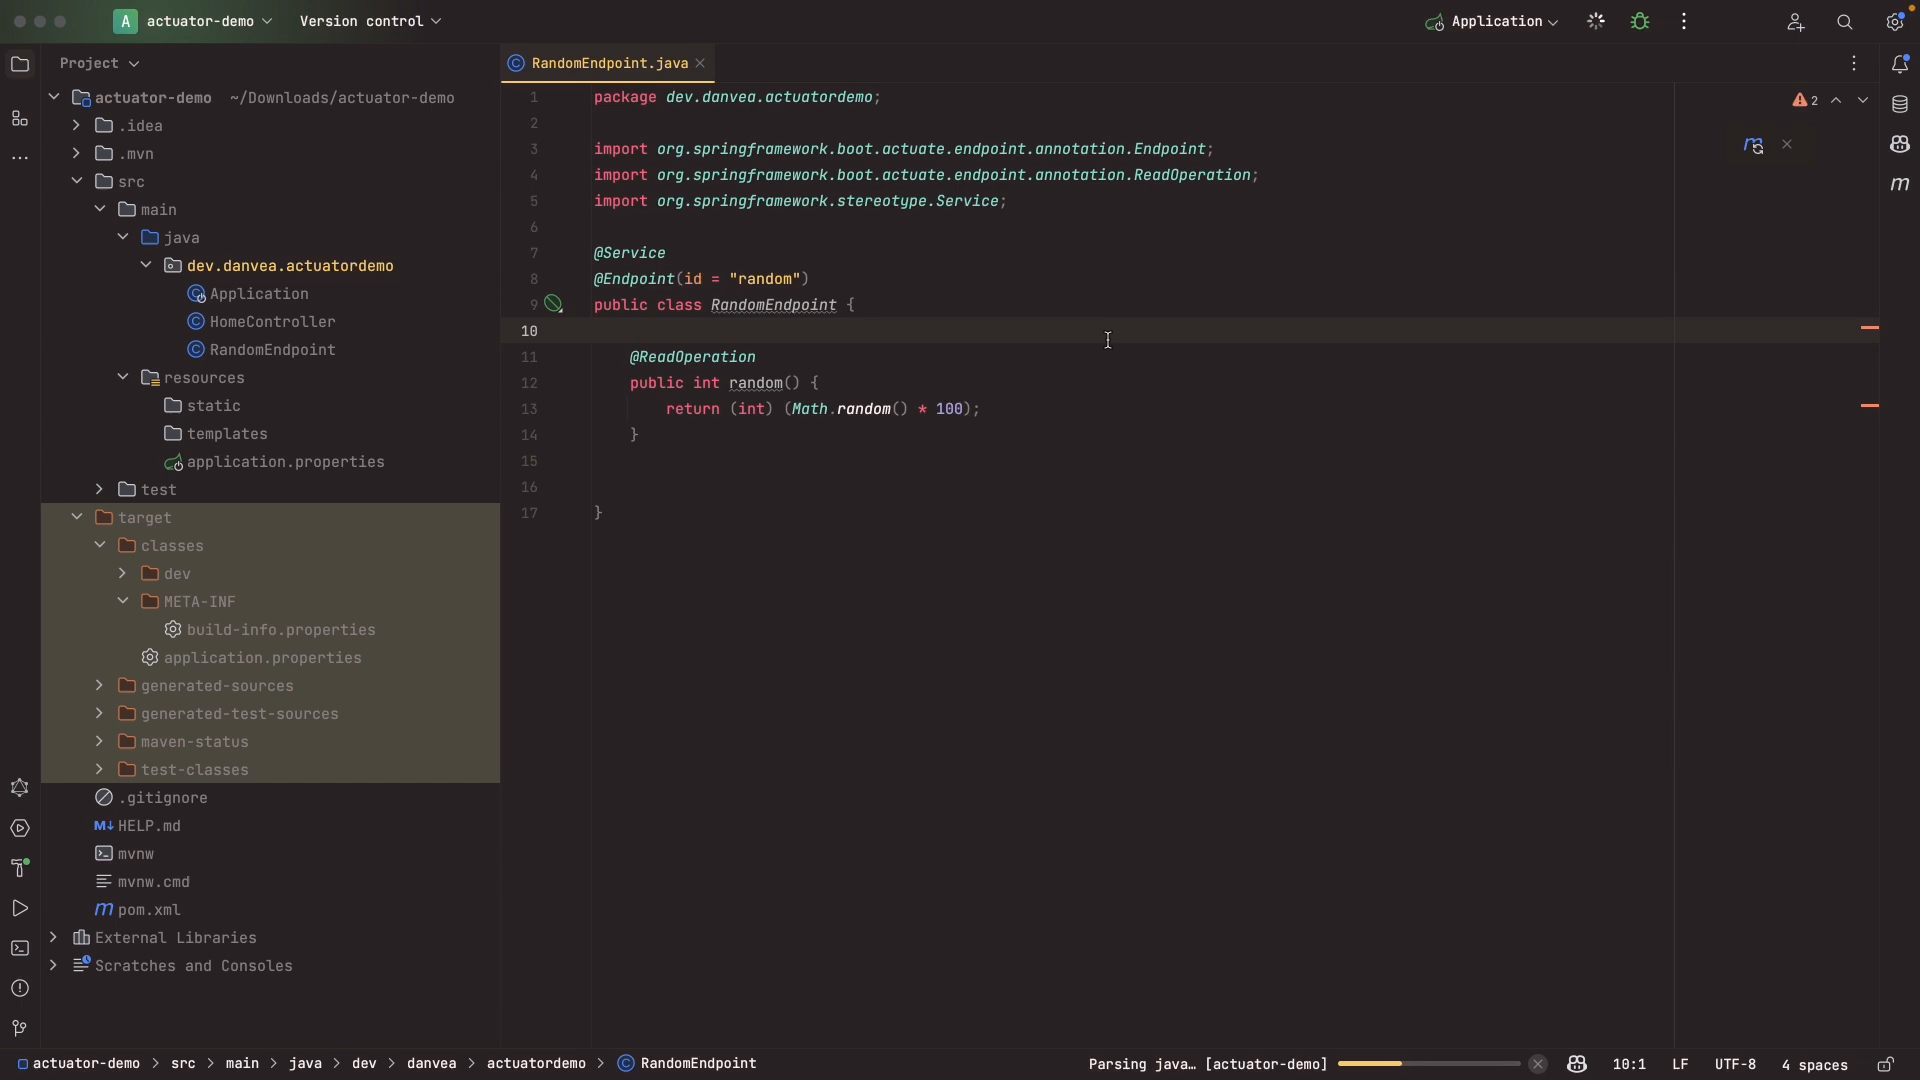 A actuator-demo Version control Application
Project
actuator-demo ~/Downloads/actuator-demo
.idea
.mvn
src
main
java
dev.danvea.actuatordemo
Application
HomeController
RandomEndpoint
resources
static
templates
application.properties
test
target
classes
dev
META-INF
build-info.properties
application.properties
generated-sources
generated-test-sources
maven-status
test-classes
.gitignore
M↓ HELP.md
mvnw
mvnw.cmd
m pom.xml
External Libraries
Scratches and Consoles
C RandomEndpoint.java
2
m
m
1 package dev.danvea.actuatordemo;
2
3 import org.springframework.boot.actuate.endpoint.annotation.Endpoint;
4 import org.springframework.boot.actuate.endpoint.annotation.ReadOperation;
5 import org.springframework.stereotype.Service;
6
7 @Service
8 @Endpoint(id = "random")
9 public class RandomEndpoint {
10
11 @ReadOperation
12 public int random() {
13 return (int) (Math.random() * 100);
14 }
15
16
17 }
actuator-demo > src > main > java > dev > danvea > actuatordemo > C RandomEndpoint Parsing java… [actuator-demo] 10:1 LF UTF-8 4 spaces